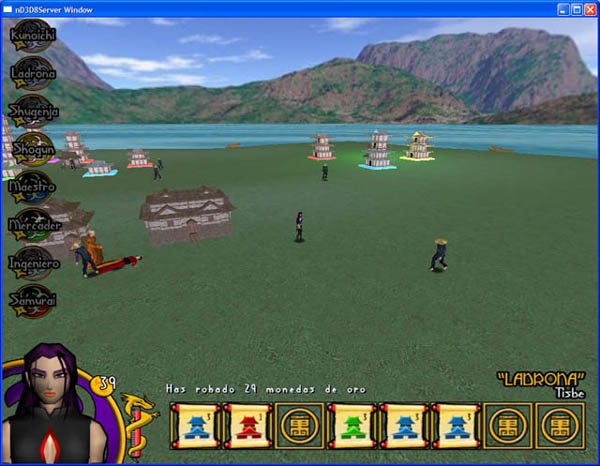 nD3D8Server Window
Kunoichi
Ladrona
Shugenja
Shogun
Maestro
Mercader
Ingeniero
Samurai
39
Has robado 29 monedas de oro
"LADRONA"
Tisbe